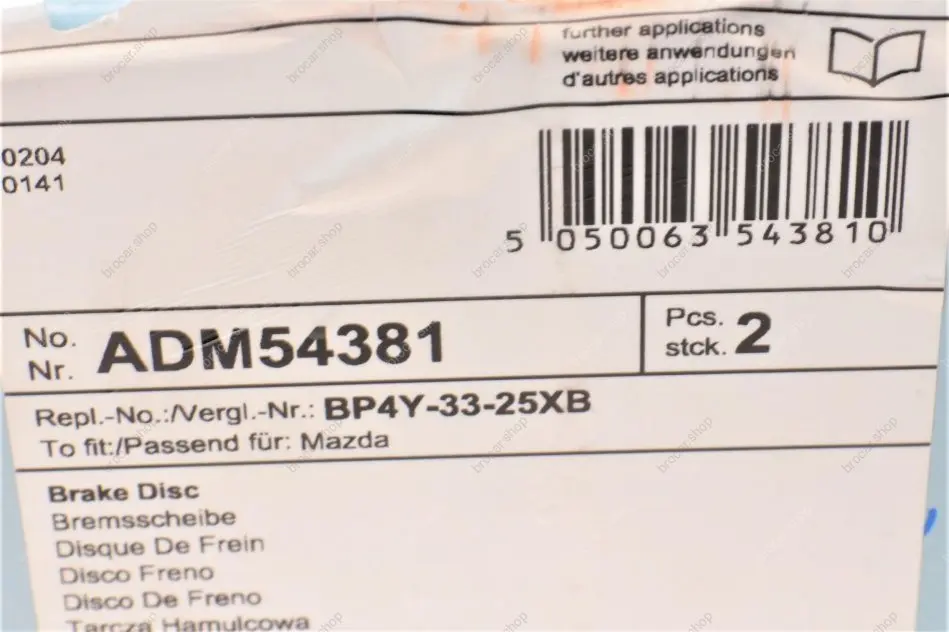 further applications
weitere anwendungen
d'autres applications
0204
0141
5 050063 543810
No.
Nr. ADM54381
Pcs.
stck. 2
Repl.-No.:/Vergl.-Nr.: BP4Y-33-25XB
To fit:/Passend für: Mazda
Brake Disc
Bremsscheibe
Disque De Frein
Disco Freno
Disco De Freno
Tarcza Hamulcowa
brocar.shop